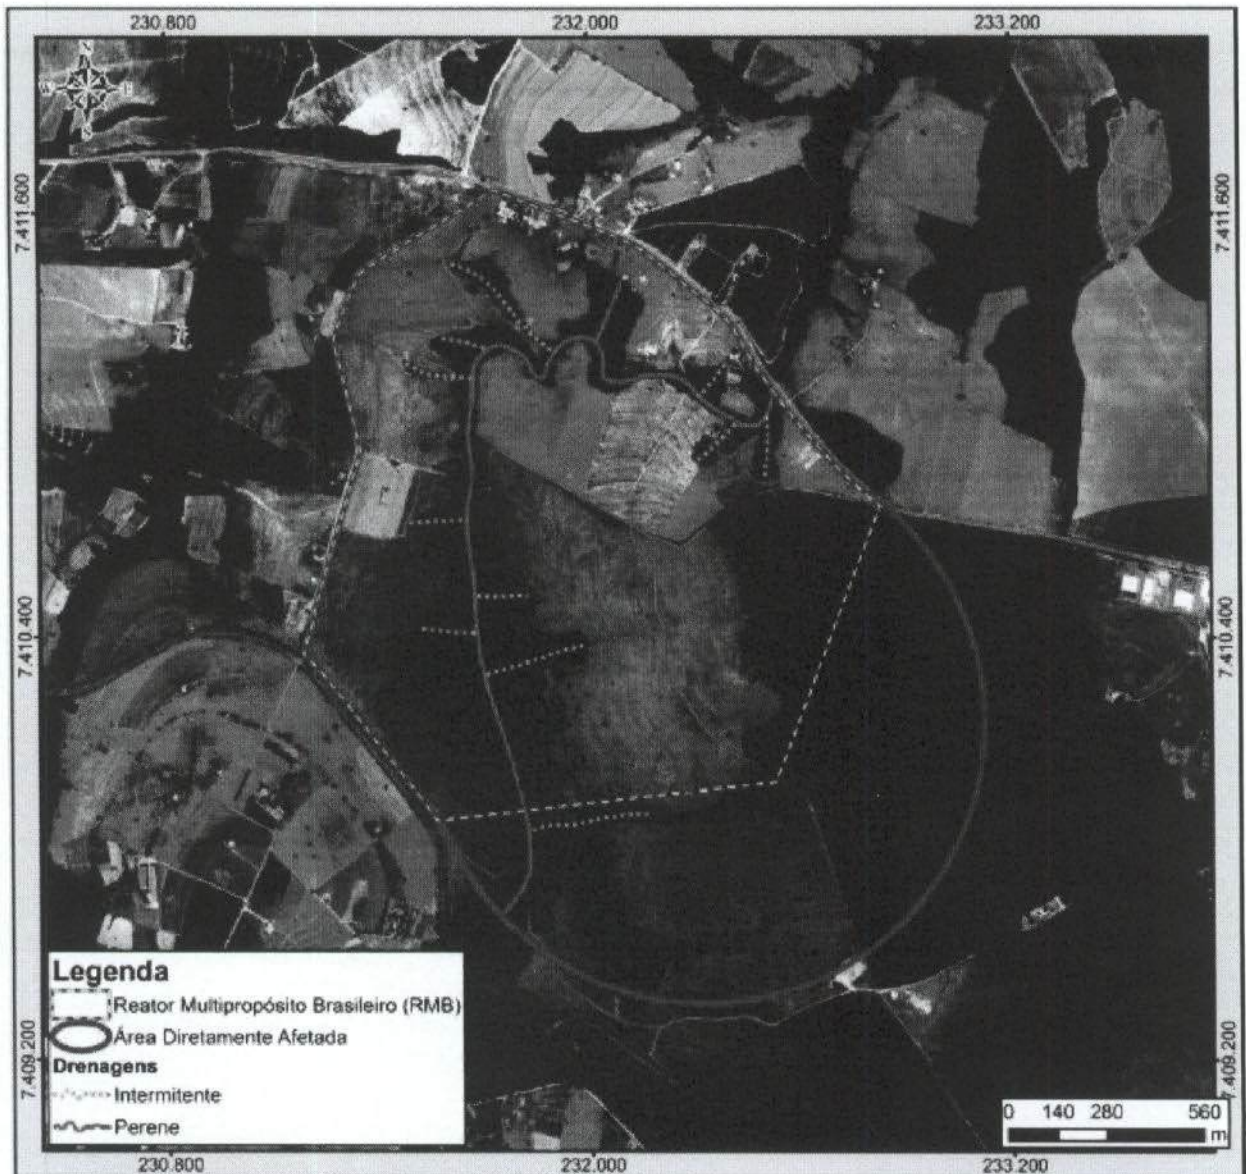 230.800 232.000 233.200
N
W E
S
7.411.600 7.411.600
7.410.400 7.410.400
Legenda
Reator Multipropósito Brasileiro (RMB)
Área Diretamente Afetada
Drenagens
Intermitente
Perene
7.409.200 7.409.200
0 140 280 560
m
230.800 232.000 233.200